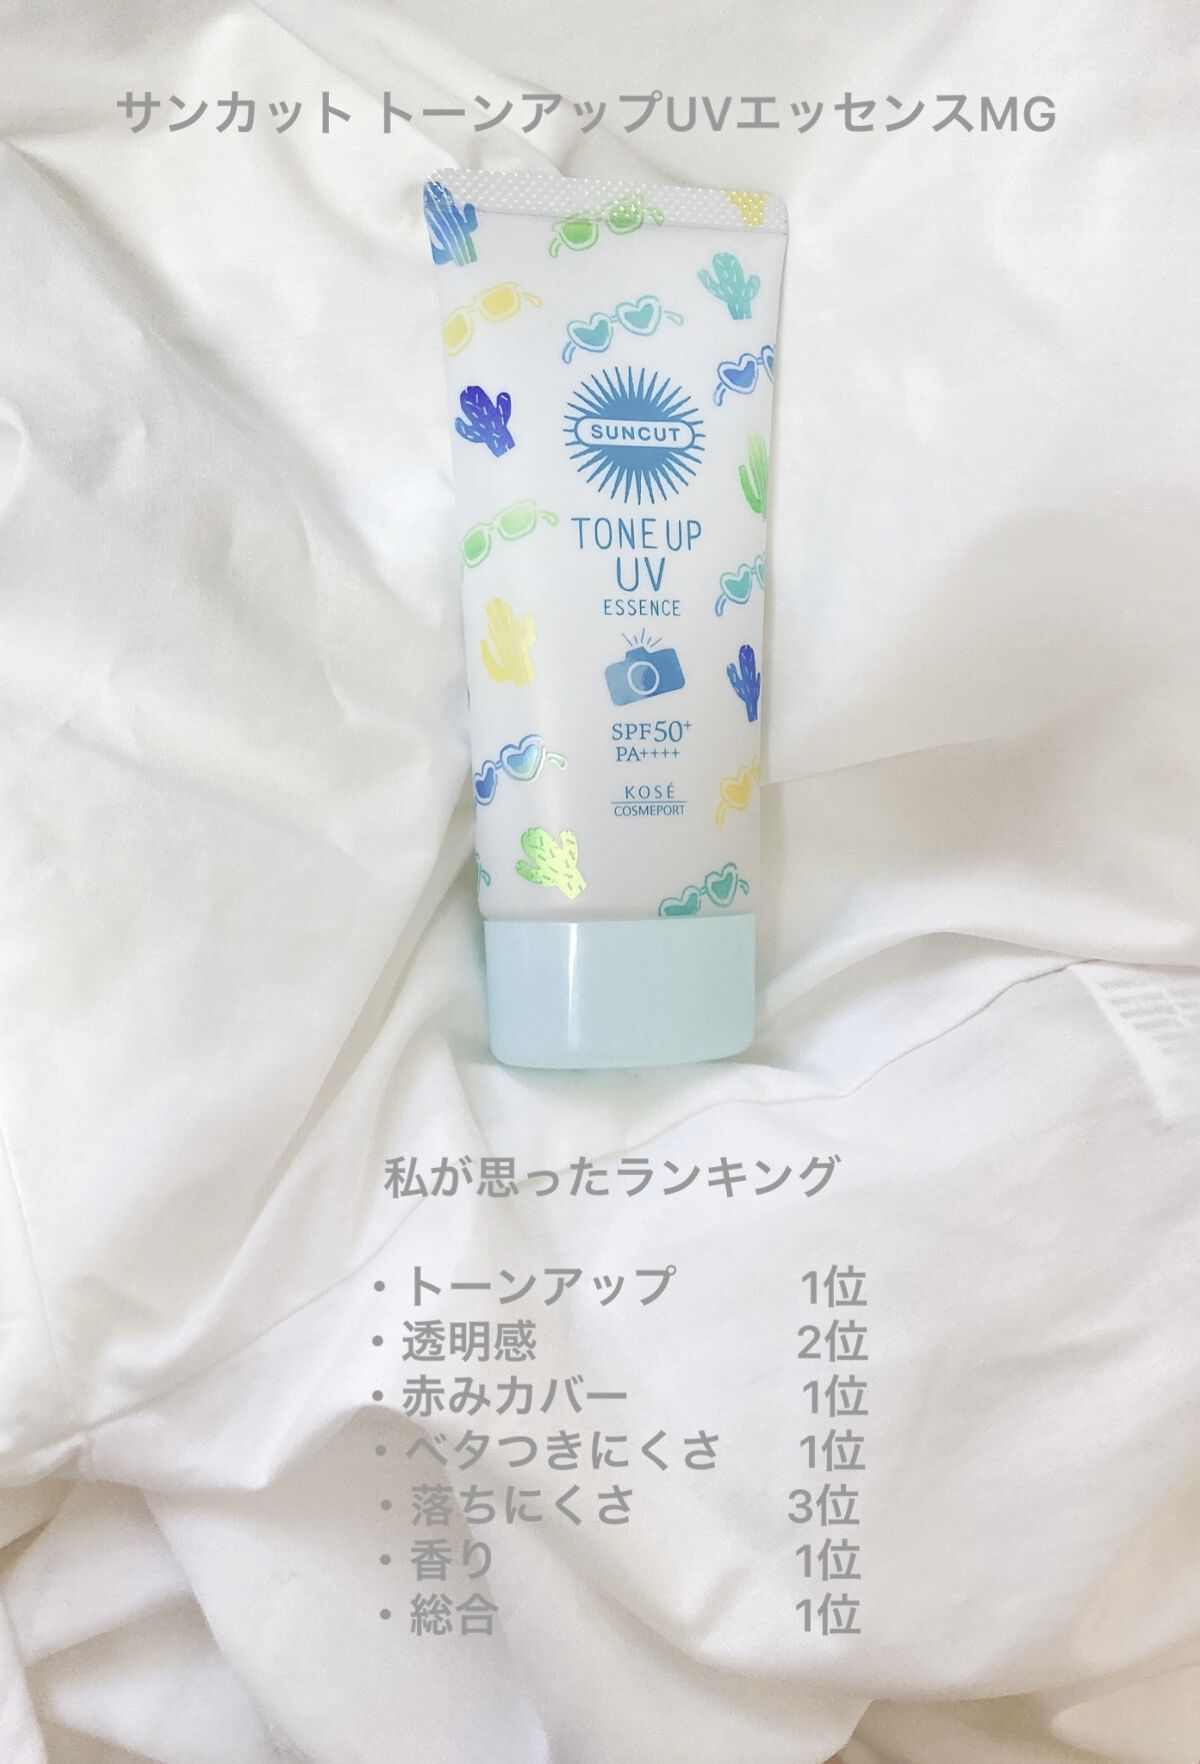 サンカット トーンアップUVエッセンスMG
SUNCUT
TONE UP
UV
ESSENCE
SPF50+
PA++++
KOSÉ
COSMEPORT
私が思ったランキング
・トーンアップ 1位
・透明感 2位
・赤みカバー 1位
・ベタつきにくさ 1位
・落ちにくさ 3位
・香り 1位
・総合 1位